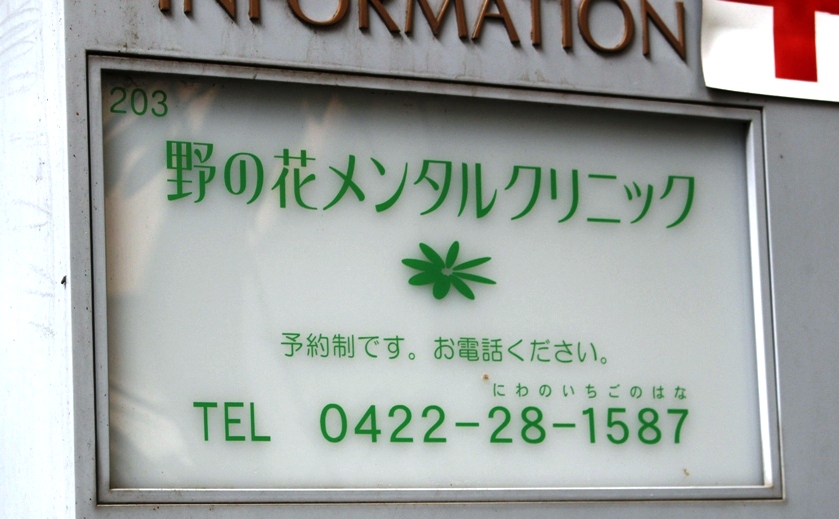 INFORMATION
203
野の花メンタルクリニック
予約制です。お電話ください。
にわのいちごのはな
TEL 0422-28-1587